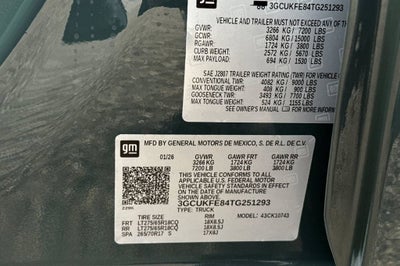 gm
3GCUKFE84TG251293
VEHICLE AND TRAILER MUST NOT EXCEED ANY OF THE
GVWR: 3266 KG / 7200 LBS
GCWR: 6804 KG / 15000 LBS
RGAWR: 1724 KG / 3800 LBS
CURB WEIGHT: 2572 KG / 5670 LBS
MAX PAYLOAD: 694 KG / 1530 LBS
SAE J2807 TRAILER WEIGHT RATING (TWR) FOR
CONVENTIONAL TWR: 4082 KG / 9000 LBS
MAX TONGUE WEIGHT: 408 KG / 900 LBS
GOOSENECK TWR: 3493 KG / 7700 LBS
MAX TONGUE WEIGHT: 524 KG / 1155 LBS
SEE OWNER'S MANUAL
gm
MFD BY GENERAL MOTORS DE MEXICO, S. DE R.L. DE C.V.
01/26 GVWR GAWR FRT GAWR RR
3266 KG 1724 KG 1724 KG
7200 LB 3800 LB 3800 LB
THIS VEHICLE CONFORMS TO ALL
APPLICABLE U.S. FEDERAL MOTOR
VEHICLE SAFETY STANDARDS IN
EFFECT ON THE DATE OF MANUFACTURE
SHOWN ABOVE.
3GCUKFE84TG251293
TYPE: TRUCK
TIRE SIZE RIM MODEL: 43CK10743
FRT LT275/65R18CQ 18X8.5J
RR LT275/65R18CQ 18X8.5J
SPA 265/70R17 S 17X8J